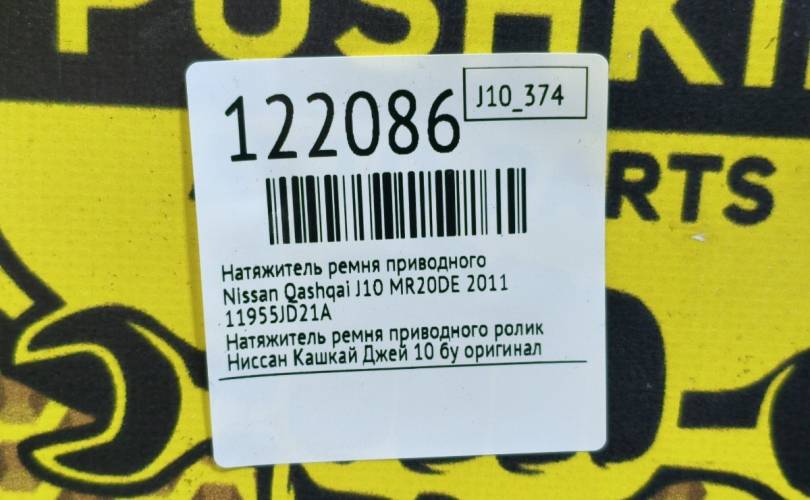 PUSHKI
122086
J10_374
RTS
Натяжитель ремня приводного
Nissan Qashqai J10 MR20DE 2011
11955JD21A
Натяжитель ремня приводного ролик
Ниссан Кашкай Джей 10 бу оригинал